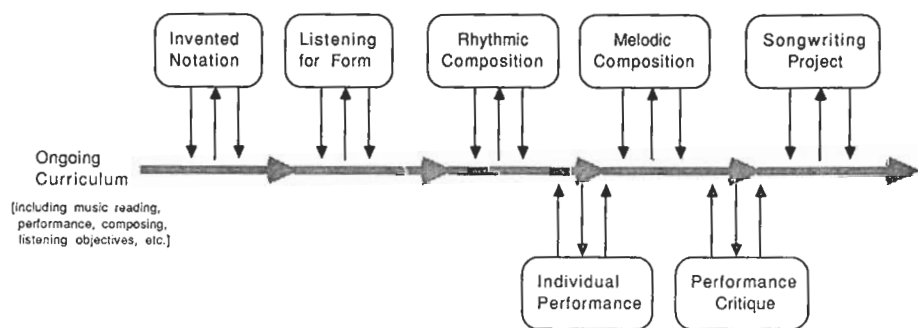 Invented
Notation
Listening
for Form
Rhythmic
Composition
Melodic
Composition
Songwriting
Project
Ongoing
Curriculum
[including music reading,
performance, composing,
listening objectives, etc.]
Individual
Performance
Performance
Critique